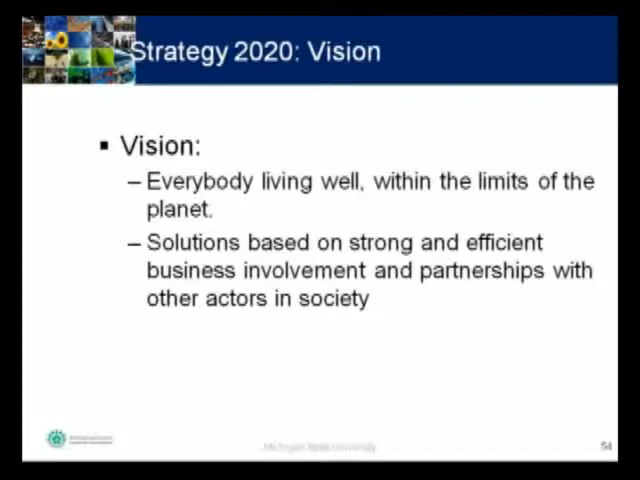 Strategy 2020: Vision
▪ Vision:
– Everybody living well, within the limits of the
planet.
– Solutions based on strong and efficient
business involvement and partnerships with
other actors in society
Michigan State University
54